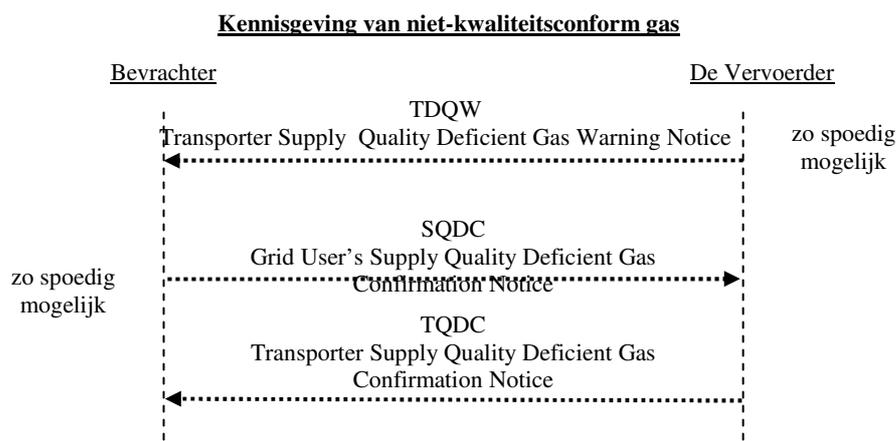 Kennisgeving van niet-kwaliteitsconform gas
Bevrachter
De Vervoerder
TDQW
Transporter Supply Quality Deficient Gas Warning Notice
zo spoedig
mogelijk
SQDC
Grid User's Supply Quality Deficient Gas
Confirmation Notice
zo spoedig
mogelijk
TQDC
Transporter Supply Quality Deficient Gas
Confirmation Notice